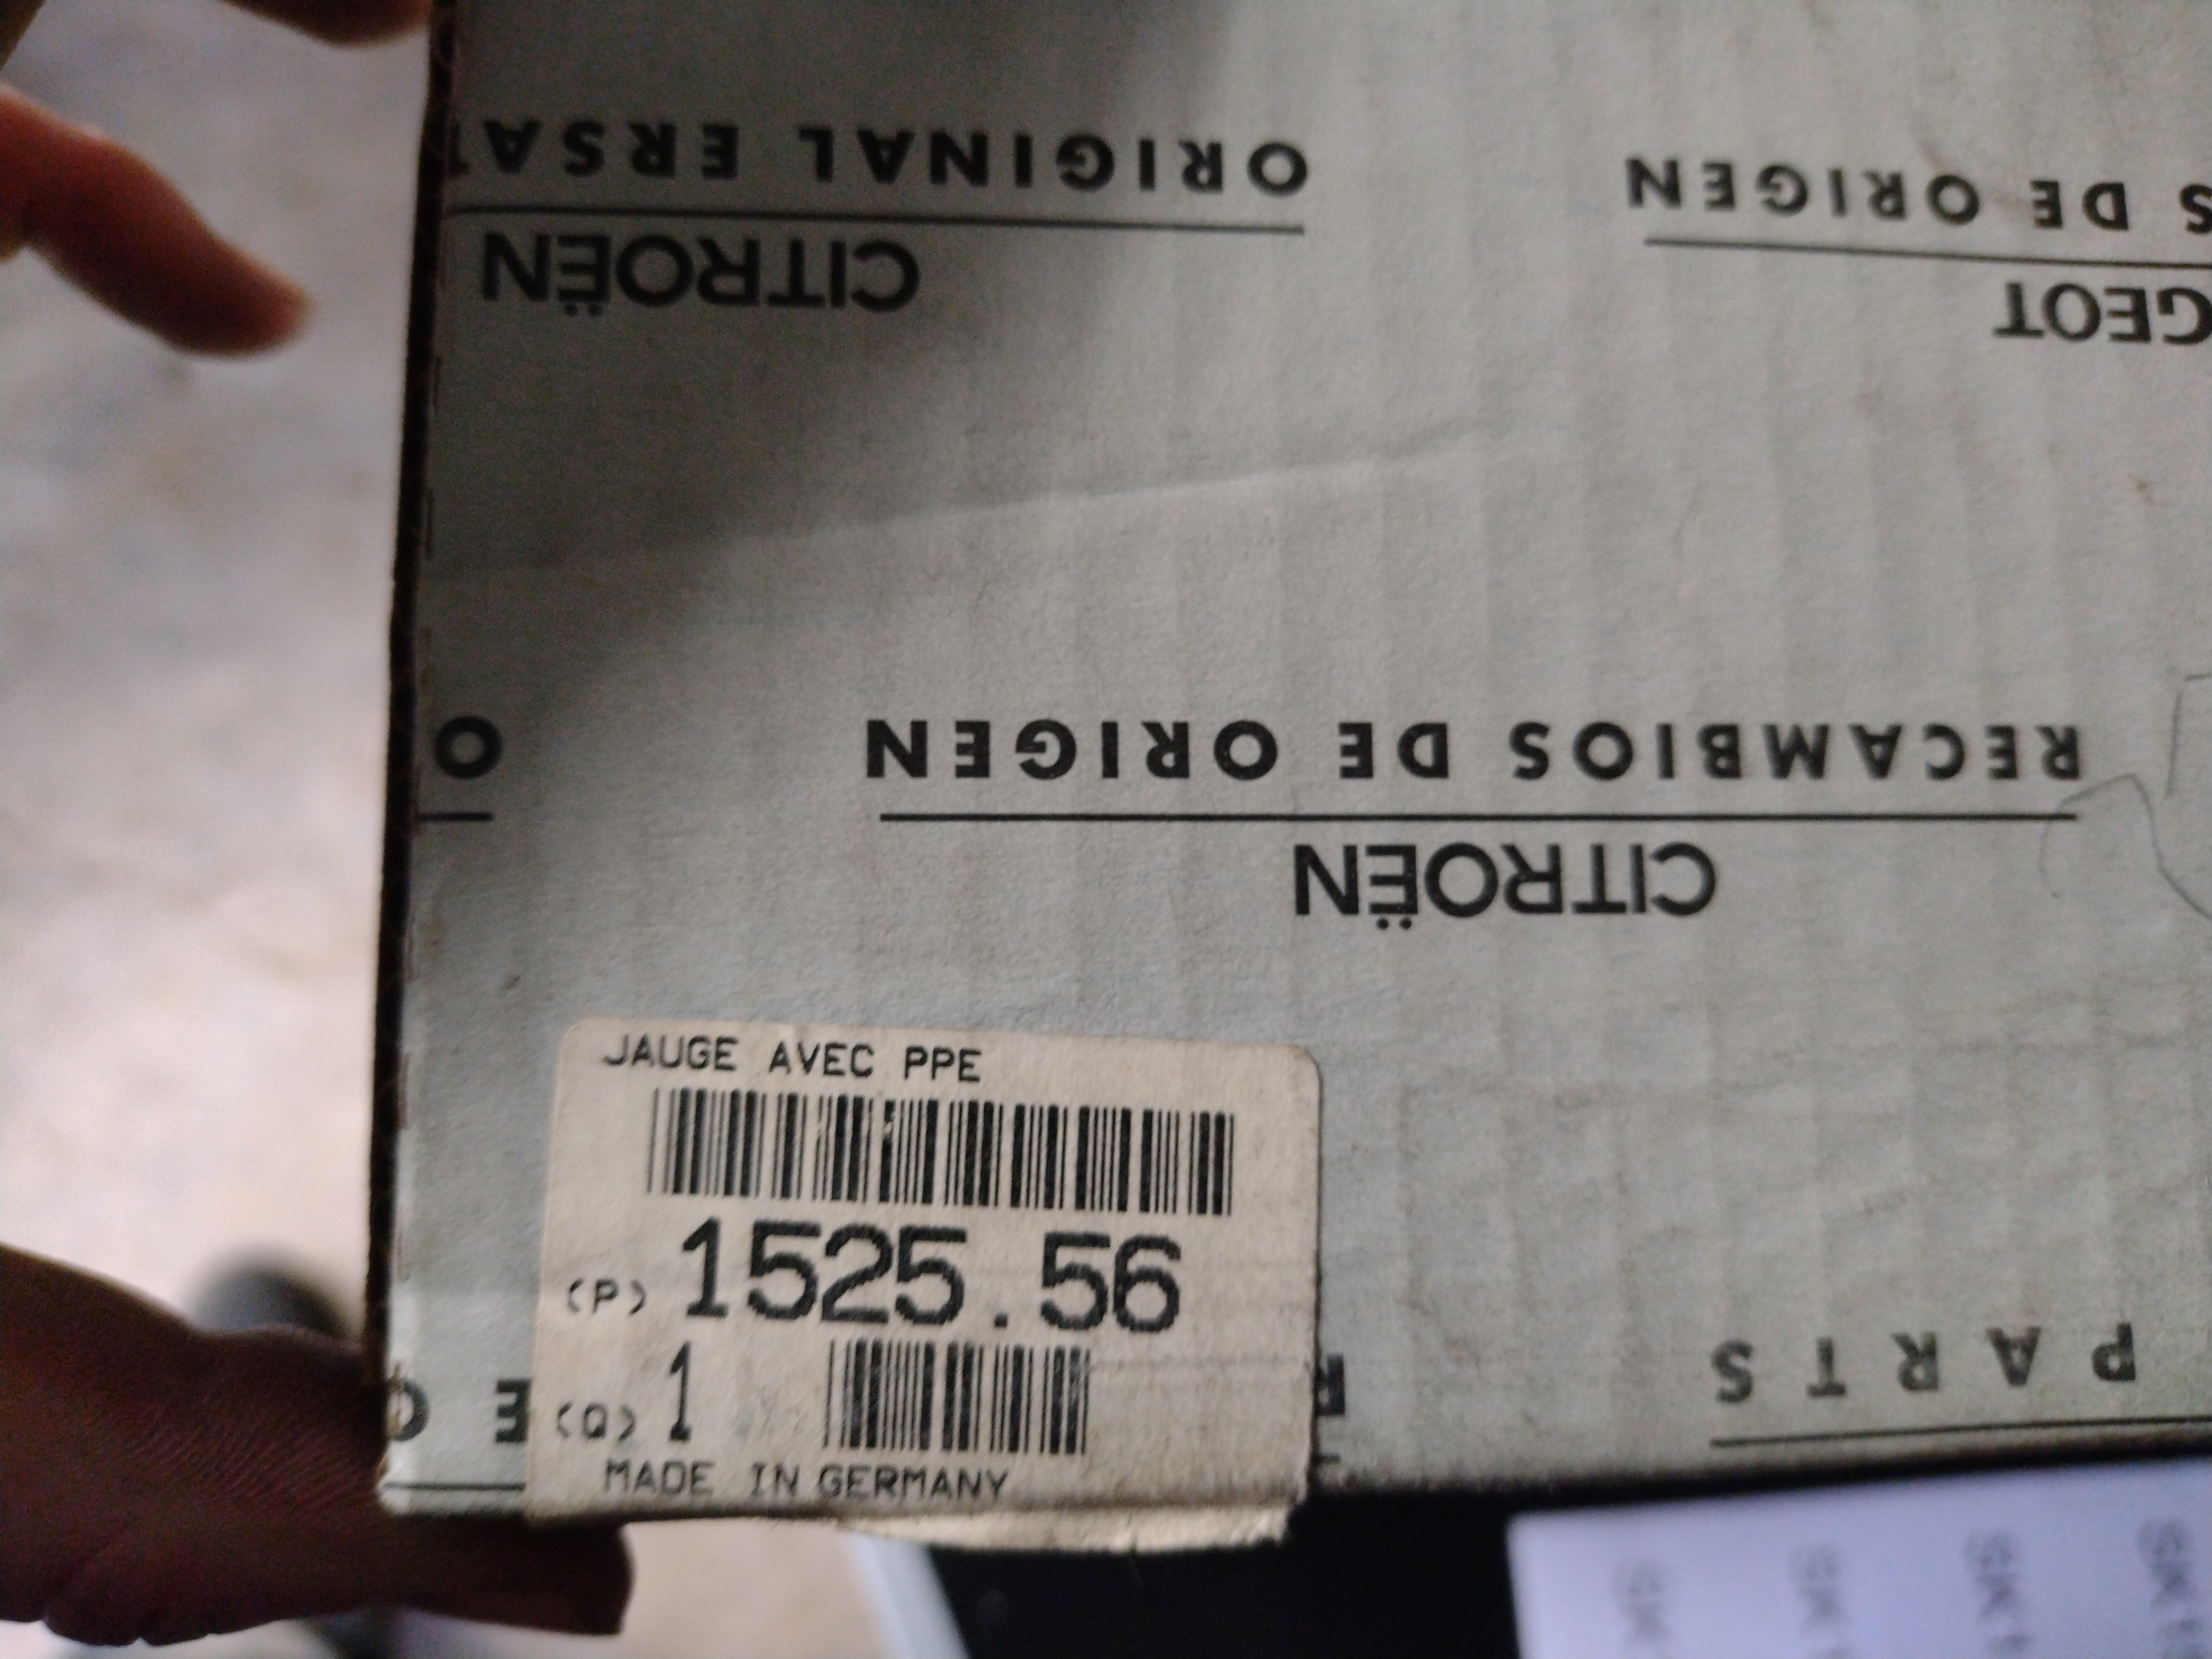 ORIGINAL ERSAT
CITROËN
S DE ORIGEN
GEOT
O
RECAMBIOS DE ORIGEN
CITROËN
JAUGE AVEC PPE
(P) 1525.56
(Q) 1
MADE IN GERMANY
E
R
PARTS